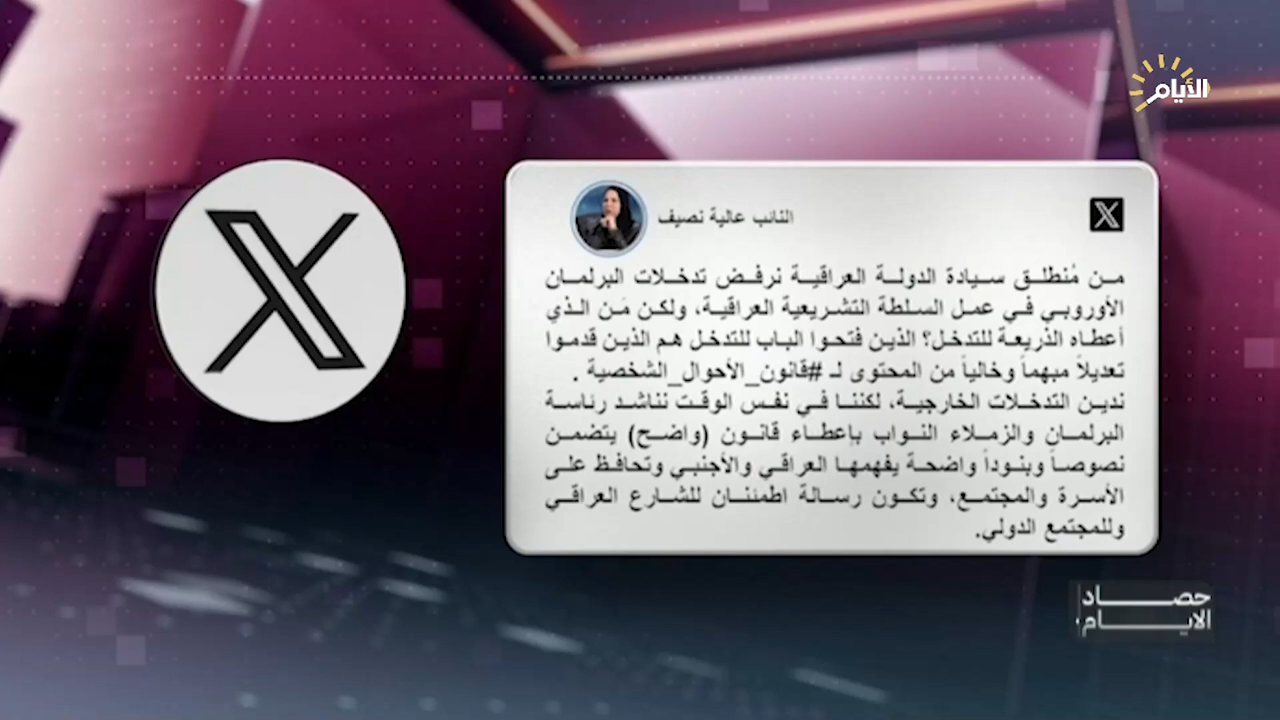 الأيام
النائب عالية نصيف
من مُنطلق سيادة الدولة العراقية نرفض تدخلات البرلمان
الأوروبي في عمل السلطة التشريعية العراقية، ولكن مَن الذي
أعطاه الذريعة للتدخل؟ الذين فتحوا الباب للتدخل هم الذين قدموا
تعديلاً مبهماً وخالياً من المحتوى لـ #قانون_الأحوال_الشخصية .
ندين التدخلات الخارجية، لكننا في نفس الوقت نناشد رئاسة
البرلمان والزملاء النواب بإعطاء قانون (واضح) يتضمن
نصوصاً وبنوداً واضحة يفهمها العراقي والأجنبي وتحافظ على
الأسرة والمجتمع، وتكون رسالة اطمئنان للشارع العراقي
وللمجتمع الدولي.
حصاد
الايام